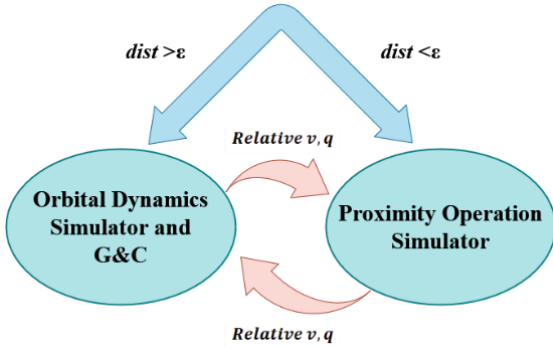 dist >ε
dist <ε
Relative v, q
Orbital Dynamics
Simulator and
G&C
Proximity Operation
Simulator
Relative v, q